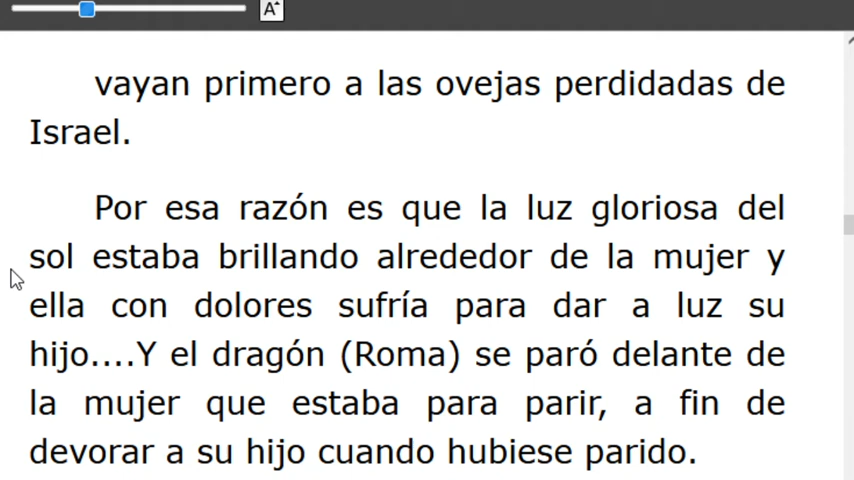 A
vayan primero a las ovejas perdidadas de
Israel.
Por esa razón es que la luz gloriosa del
sol estaba brillando alrededor de la mujer y
ella con dolores sufría para dar a luz su
hijo....Y el dragón (Roma) se paró delante de
la mujer que estaba para parir, a fin de
devorar a su hijo cuando hubiese parido.